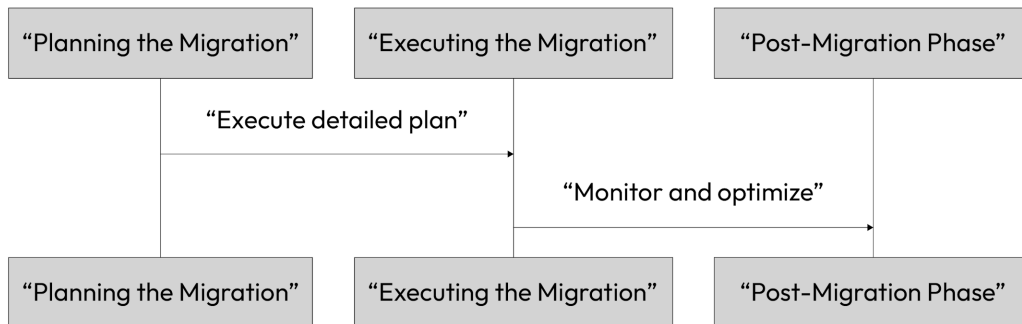 “Planning the Migration”
“Executing the Migration”
“Post-Migration Phase”
“Execute detailed plan”
“Monitor and optimize”
“Planning the Migration”
“Executing the Migration”
“Post-Migration Phase”